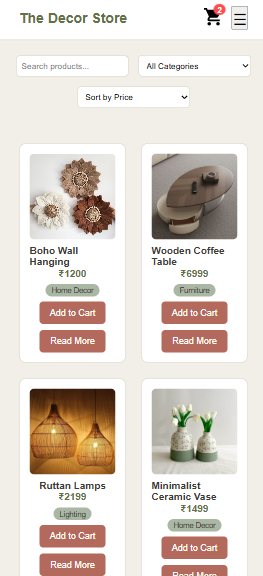 The Decor Store
2
Search products...
All Categories
Sort by Price
Boho Wall
Hanging
₹1200
Home Decor
Add to Cart
Read More
Wooden Coffee
Table
₹6999
Furniture
Add to Cart
Read More
Ruttan Lamps
₹2199
Lighting
Add to Cart
Read More
Minimalist
Ceramic Vase
₹1499
Home Decor
Add to Cart
Read More